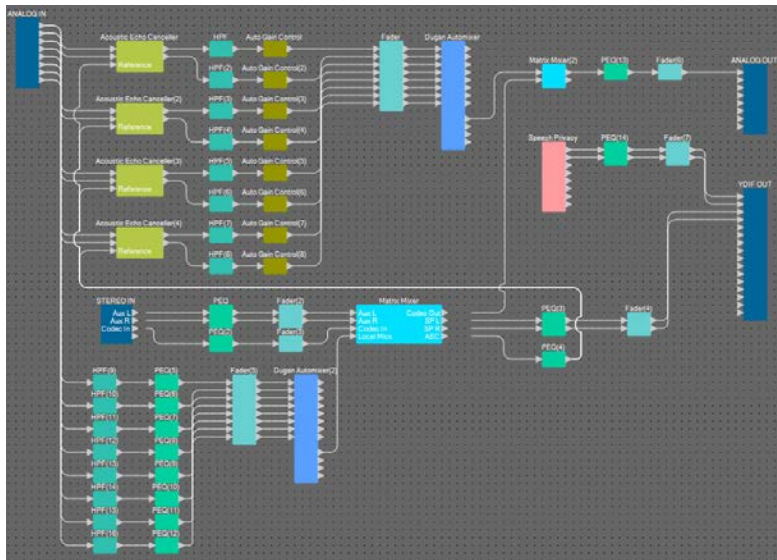 ANALOG IN
Acoustic Echo Canceller
HPF
Auto Gain Control
Fader
Dugan Automixer
Reference
HPF(2)
Auto Gain Control(2)
Matrix Mixer(2)
PEQ(13)
Fader(6)
ANALOG OUT
Acoustic Echo Canceller(2)
HPF(3)
Auto Gain Control(3)
Reference
HPF(4)
Auto Gain Control(4)
Speech Privacy
PEQ(14)
Fader(7)
Acoustic Echo Canceller(3)
HPF(5)
Auto Gain Control(5)
YDIF OUT
Reference
HPF(6)
Auto Gain Control(6)
Acoustic Echo Canceller(4)
HPF(7)
Auto Gain Control(7)
Reference
Auto Gain Control(8)
STEREO IN
PEQ
Fader(2)
Matrix Mixer
PEQ(3)
Fader(4)
Aux L
Aux R
Codec In
Aux L
Aux R
Codec In
Local Mics
Codec Out
SP L
SP R
AEC
PEQ(2)
Fader(3)
PEQ(4)
HPF(9)
PEQ(5)
Dugan Automixer(2)
HPF(10)
PEQ(6)
HPF(11)
PEQ(7)
HPF(12)
PEQ(8)
HPF(13)
PEQ(9)
HPF(14)
PEQ(10)
HPF(15)
PEQ(11)
HPF(16)
PEQ(12)